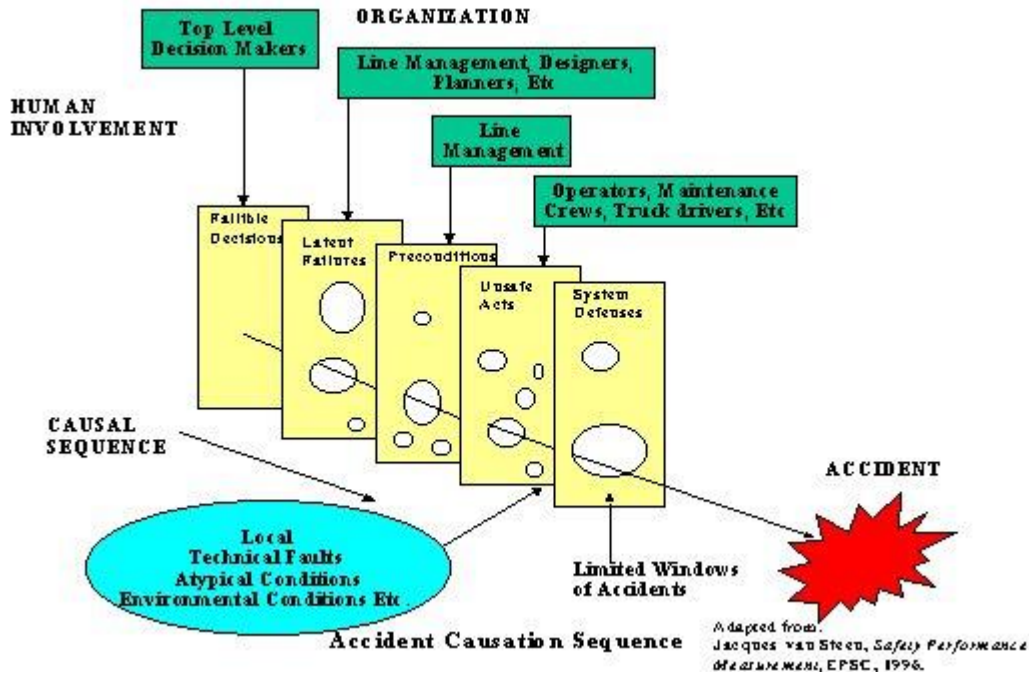 ORGANIZATION
Top Level
Decision Makers
Line Management, Designers,
Planners, Etc
HUMAN
INVOLVEMENT
Line
Management
Operators, Maintenance
Crews, Truck drivers, Etc
Fallible
Decisions
Latent
Failures
Preconditions
Unsafe
Acts
System
Defenses
CAUSAL
SEQUENCE
ACCIDENT
Local
Technical Faults
Atypical Conditions
Environmental Conditions Etc
Limited Windows
of Accidents
Accident Causation Sequence
Adapted from:
Jacques van Steen, Safety Performance
Measurement, EPSC, 1996.